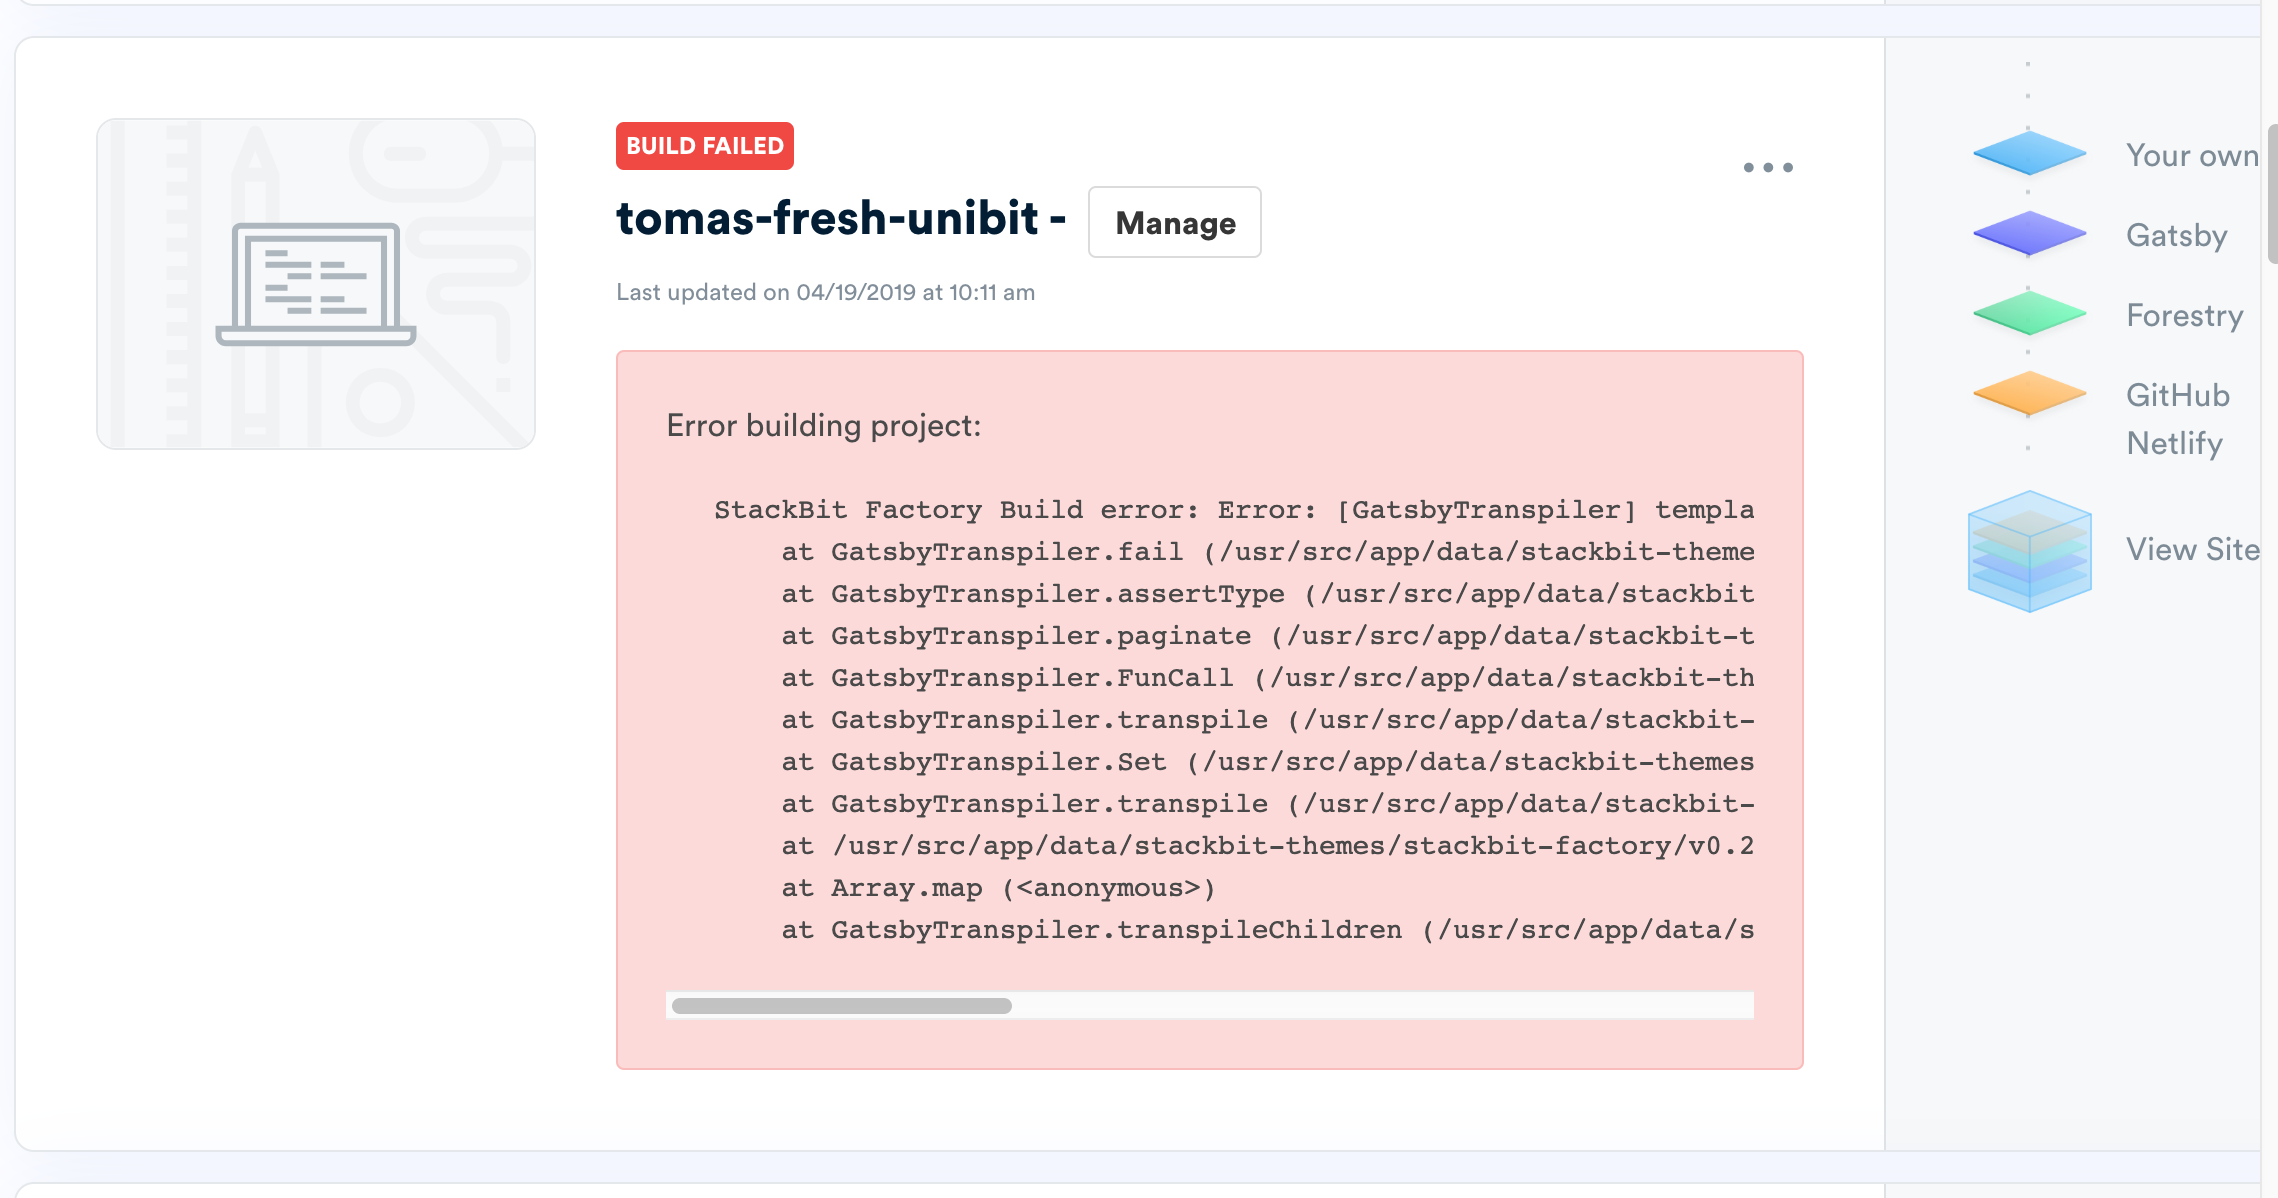 BUILD FAILED
tomas-fresh-unibit -
Manage
Last updated on 04/19/2019 at 10:11 am
Error building project:
StackBit Factory Build error: Error: [GatsbyTranspiler] templa
at GatsbyTranspiler.fail (/usr/src/app/data/stackbit-theme
at GatsbyTranspiler.assertType (/usr/src/app/data/stackbit
at GatsbyTranspiler.paginate (/usr/src/app/data/stackbit-t
at GatsbyTranspiler.FunCall (/usr/src/app/data/stackbit-th
at GatsbyTranspiler.transpile (/usr/src/app/data/stackbit-
at GatsbyTranspiler.Set (/usr/src/app/data/stackbit-themes
at GatsbyTranspiler.transpile (/usr/src/app/data/stackbit-
at /usr/src/app/data/stackbit-themes/stackbit-factory/v0.2
at Array.map (<anonymous>)
at GatsbyTranspiler.transpileChildren (/usr/src/app/data/s
Your own
Gatsby
Forestry
GitHub
Netlify
View Site